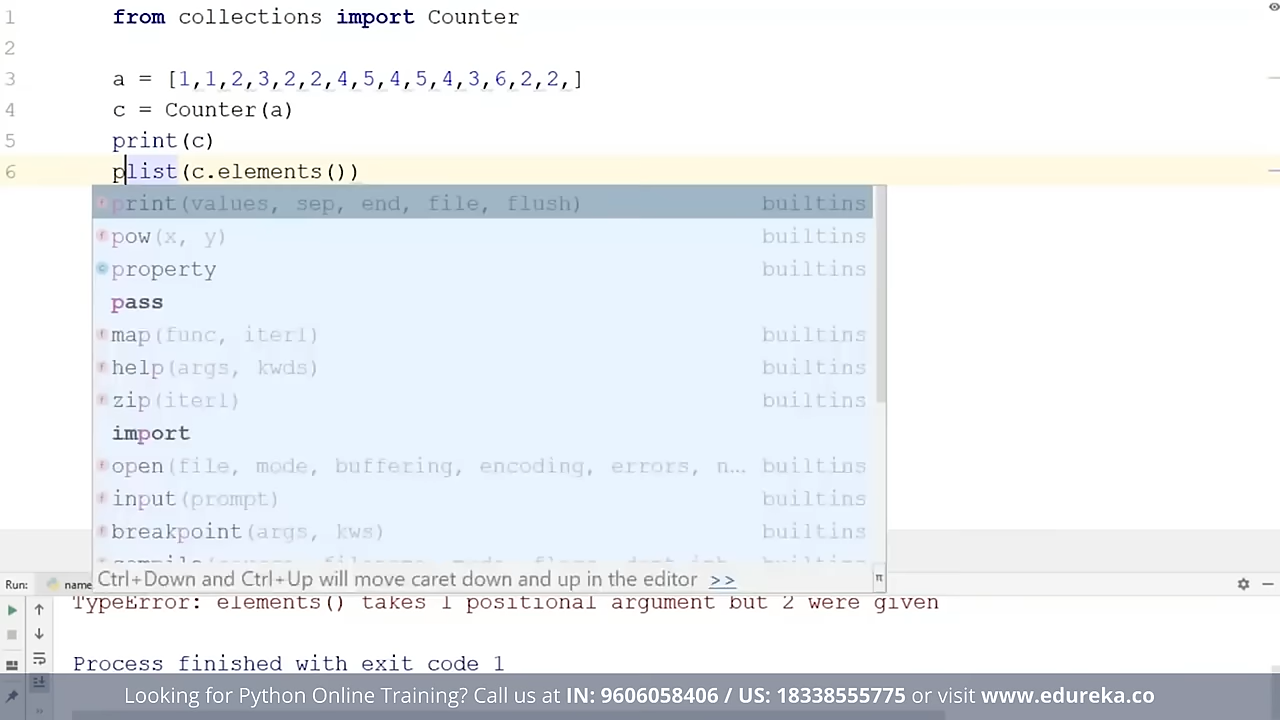 1 from collections import Counter
2
3 a = [1,1,2,3,2,2,4,5,4,5,4,3,6,2,2,]
4 c = Counter(a)
5 print(c)
6 plist(c.elements())
print(values, sep, end, file, flush) builtins
pow(x, y) builtins
property builtins
pass
map(func, iter1) builtins
help(args, kwds) builtins
zip(iter1) builtins
import
open(file, mode, buffering, encoding, errors, n... builtins
input(prompt) builtins
breakpoint(args, kws) builtins
Ctrl+Down and Ctrl+Up will move caret down and up in the editor >>
Run: name
TypeError: elements() takes 1 positional argument but 2 were given
Process finished with exit code 1
Looking for Python Online Training? Call us at IN: 9606058406 / US: 18338555775 or visit www.edureka.co